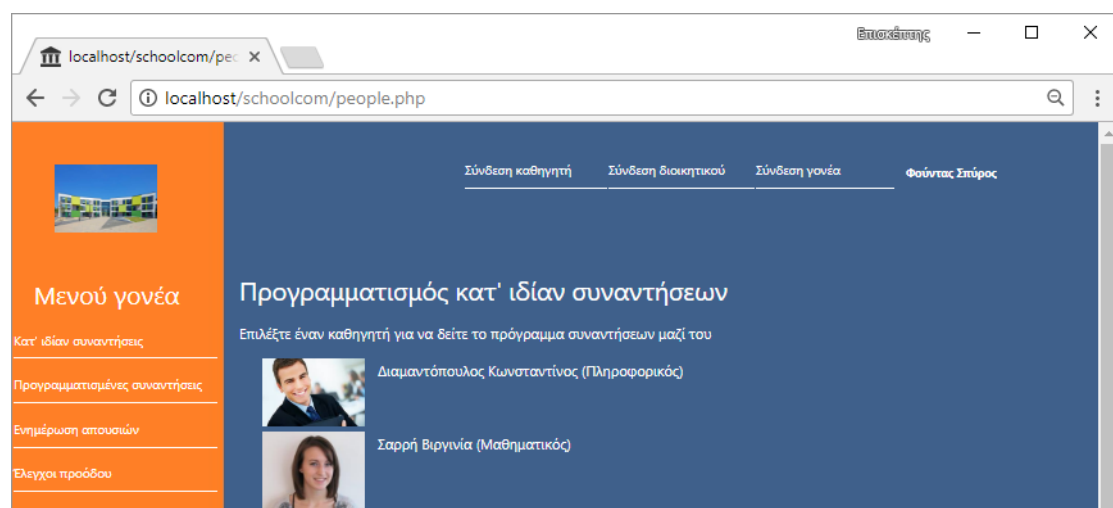 Επισκέπτης
localhost/schoolcom/pec
localhost/schoolcom/people.php
Σύνδεση καθηγητή Σύνδεση διοικητικού Σύνδεση γονέα Φούντας Σπύρος
Μενού γονέα
Κατ' ιδίαν συναντήσεις
Προγραμματισμένες συναντήσεις
Ενημέρωση απουσιών
Έλεγχοι προόδου
Προγραμματισμός κατ' ιδίαν συναντήσεων
Επιλέξτε έναν καθηγητή για να δείτε το πρόγραμμα συναντήσεων μαζί του
Διαμαντόπουλος Κωνσταντίνος (Πληροφορικός)
Σαρρή Βιργινία (Μαθηματικός)